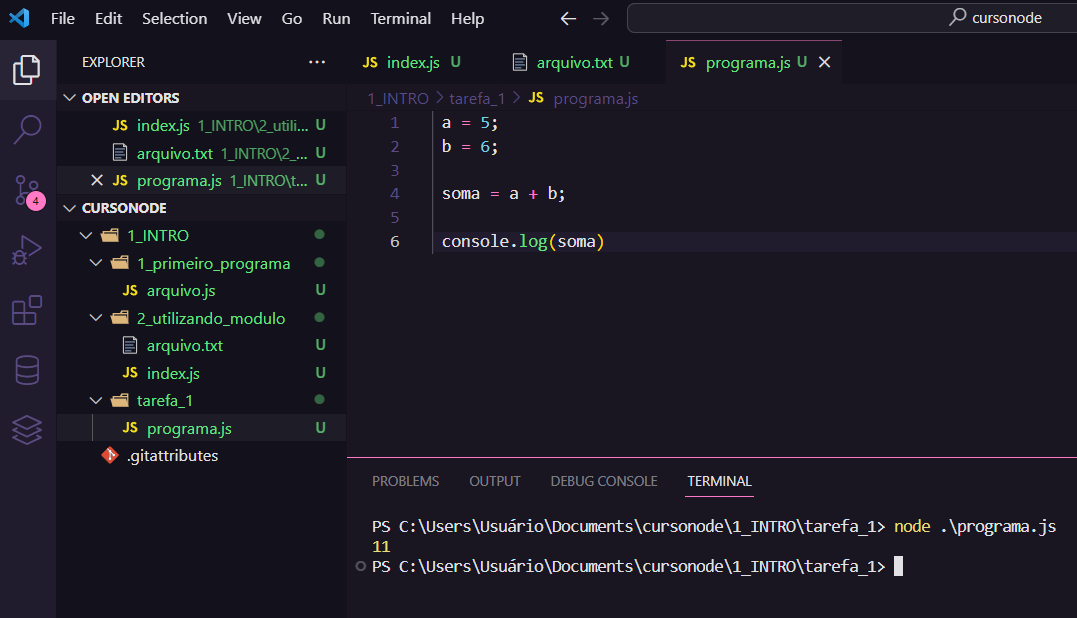 File Edit Selection View Go Run Terminal Help cursonode
EXPLORER ···
OPEN EDITORS
JS index.js 1_INTRO\2_utili... U
arquivo.txt 1_INTRO\2_... U
JS programa.js 1_INTRO\t... U
CURSONODE
1_INTRO
1_primeiro_programa
JS arquivo.js U
2_utilizando_modulo
arquivo.txt U
JS index.js U
tarefa_1
JS programa.js U
.gitattributes
4
JS index.js U arquivo.txt U JS programa.js U
1_INTRO > tarefa_1 > JS programa.js
1 a = 5;
2 b = 6;
3
4 soma = a + b;
5
6 console.log(soma)
PROBLEMS OUTPUT DEBUG CONSOLE TERMINAL
PS C:\Users\Usuário\Documents\cursonode\1_INTRO\tarefa_1> node .\programa.js
11
PS C:\Users\Usuário\Documents\cursonode\1_INTRO\tarefa_1>